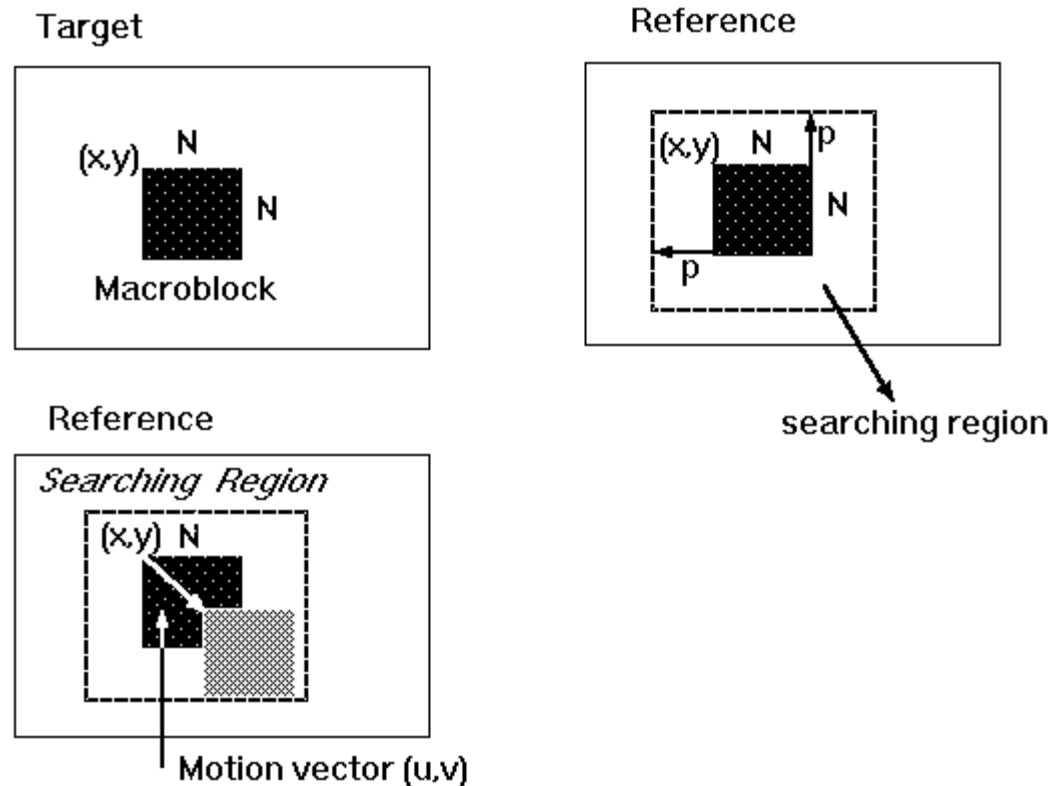 Target
(x,y)
N
N
Macroblock
Reference
(x,y)
N
p
N
p
searching region
Reference
Searching Region
(x,y) N
Motion vector (u,v)